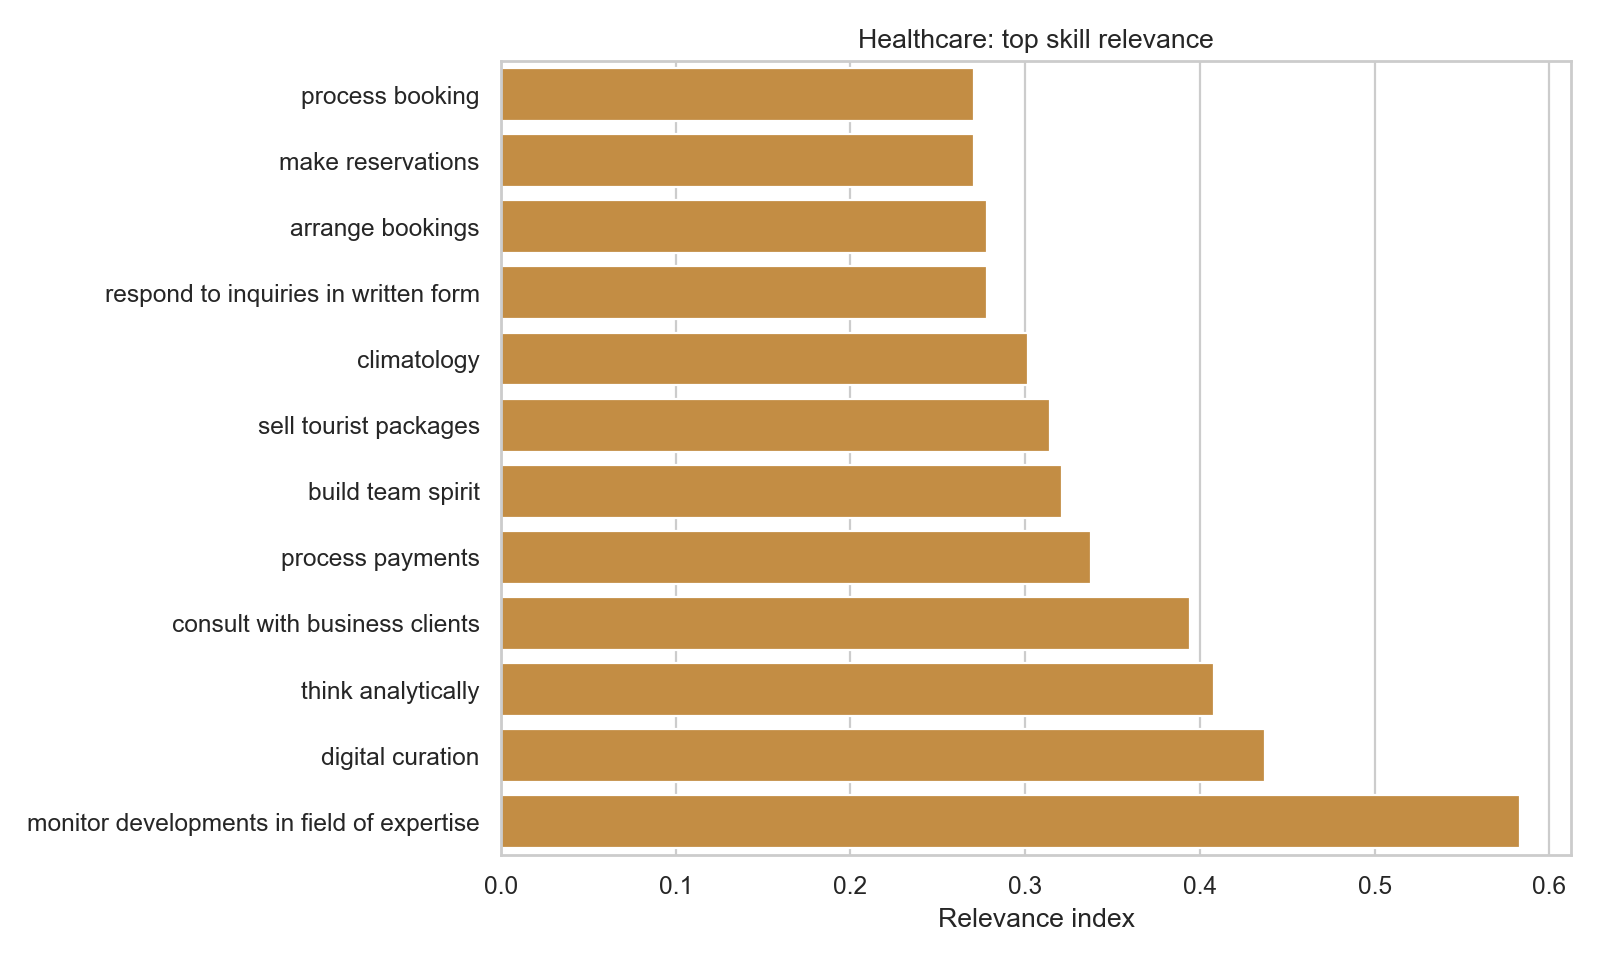 Healthcare: top skill relevance
process booking
make reservations
arrange bookings
respond to inquiries in written form
climatology
sell tourist packages
build team spirit
process payments
consult with business clients
think analytically
digital curation
monitor developments in field of expertise
0.0 0.1 0.2 0.3 0.4 0.5 0.6
Relevance index